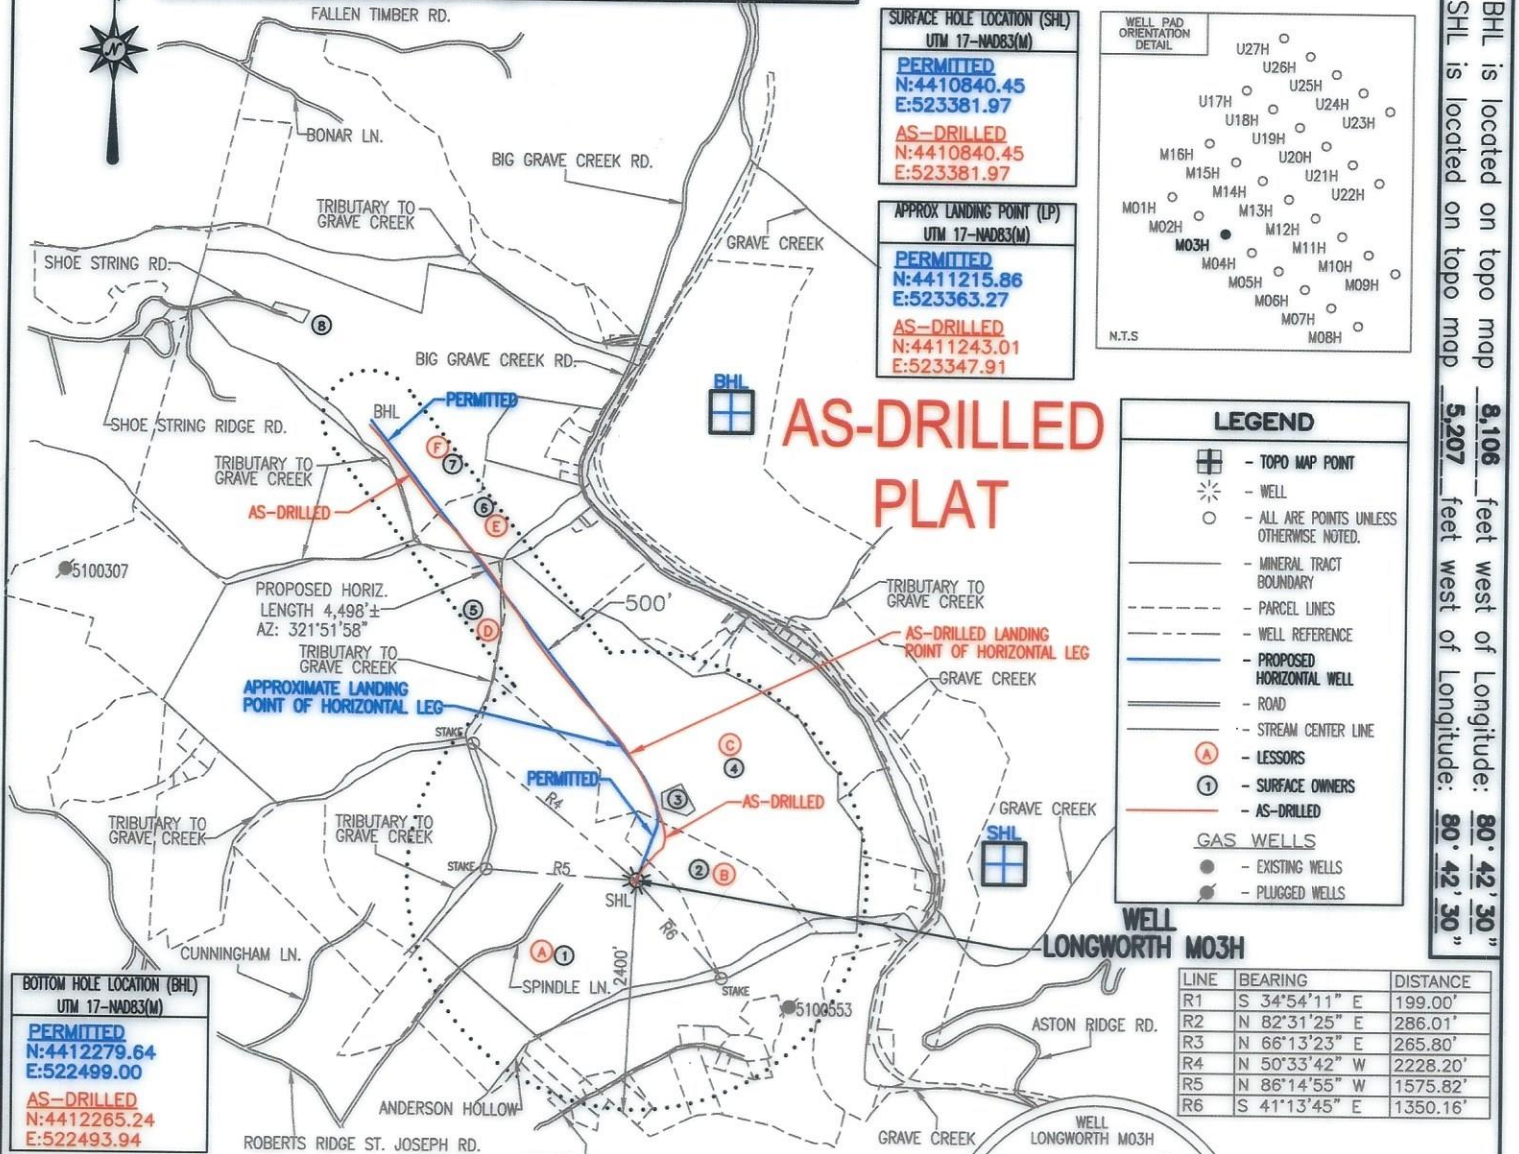 FALLEN TIMBER RD.
N
BONAR LN.
BIG GRAVE CREEK RD.
TRIBUTARY TO
GRAVE CREEK
SHOE STRING RD.
8
GRAVE CREEK
BIG GRAVE CREEK RD.
SHOE STRING RIDGE RD.
BHL
PERMITTED
TRIBUTARY TO
GRAVE CREEK
F
7
AS-DRILLED
6
E
5100307
PROPOSED HORIZ.
LENGTH 4,498'±
AZ: 321°51'58"
5
D
500'
TRIBUTARY TO
GRAVE CREEK
TRIBUTARY TO
GRAVE CREEK
AS-DRILLED LANDING
POINT OF HORIZONTAL LEG
GRAVE CREEK
APPROXIMATE LANDING
POINT OF HORIZONTAL LEG
STAKE
C
4
PERMITTED
R4
3
AS-DRILLED
TRIBUTARY TO
GRAVE CREEK
TRIBUTARY TO
GRAVE CREEK
GRAVE CREEK
STAKE
R5
2
B
SHL
SHL
R6
WELL
LONGWORTH M03H
A
1
CUNNINGHAM LN.
SPINDLE LN.
2400'
STAKE
5100553
ASTON RIDGE RD.
ANDERSON HOLLOW
ROBERTS RIDGE ST. JOSEPH RD.
GRAVE CREEK
WELL
LONGWORTH M03H
SURFACE HOLE LOCATION (SHL)
UTM 17-NAD83(M)
PERMITTED
N:4410840.45
E:523381.97
AS-DRILLED
N:4410840.45
E:523381.97
APPROX LANDING POINT (LP)
UTM 17-NAD83(M)
PERMITTED
N:4411215.86
E:523363.27
AS-DRILLED
N:4411243.01
E:523347.91
BHL
AS-DRILLED
PLAT
WELL PAD
ORIENTATION
DETAIL
U27H
U26H
U25H
U24H
U23H
U17H
U18H
U19H
U20H
U21H
U22H
M16H
M15H
M14H
M13H
M12H
M11H
M10H
M09H
M01H
M02H
M03H
M04H
M05H
M06H
M07H
M08H
N.T.S
LEGEND
- TOPO MAP POINT
- WELL
- ALL ARE POINTS UNLESS
OTHERWISE NOTED.
- MINERAL TRACT
BOUNDARY
- PARCEL LINES
- WELL REFERENCE
- PROPOSED
HORIZONTAL WELL
- ROAD
- STREAM CENTER LINE
A - LESSORS
1 - SURFACE OWNERS
- AS-DRILLED
GAS WELLS
- EXISTING WELLS
- PLUGGED WELLS
BHL is located on topo map 8,106 feet west of Longitude: 80° 42' 30"
SHL is located on topo map 5,207 feet west of Longitude: 80° 42' 30"
LINE BEARING DISTANCE
R1 S 34°54'11" E 199.00'
R2 N 82°31'25" E 286.01'
R3 N 66°13'23" E 265.80'
R4 N 50°33'42" W 2228.20'
R5 N 86°14'55" W 1575.82'
R6 S 41°13'45" E 1350.16'
BOTTOM HOLE LOCATION (BHL)
UTM 17-NAD83(M)
PERMITTED
N:4412279.64
E:522499.00
AS-DRILLED
N:4412265.24
E:522493.94